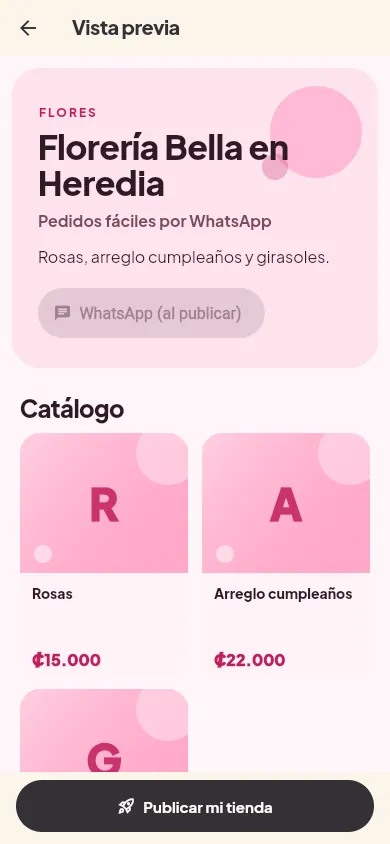 Vista previa
FLORES
Florería Bella en
Heredia
Pedidos fáciles por WhatsApp
Rosas, arreglo cumpleaños y girasoles.
WhatsApp (al publicar)
Catálogo
R
A
Rosas
Arreglo cumpleaños
₡15.000
₡22.000
G
Publicar mi tienda